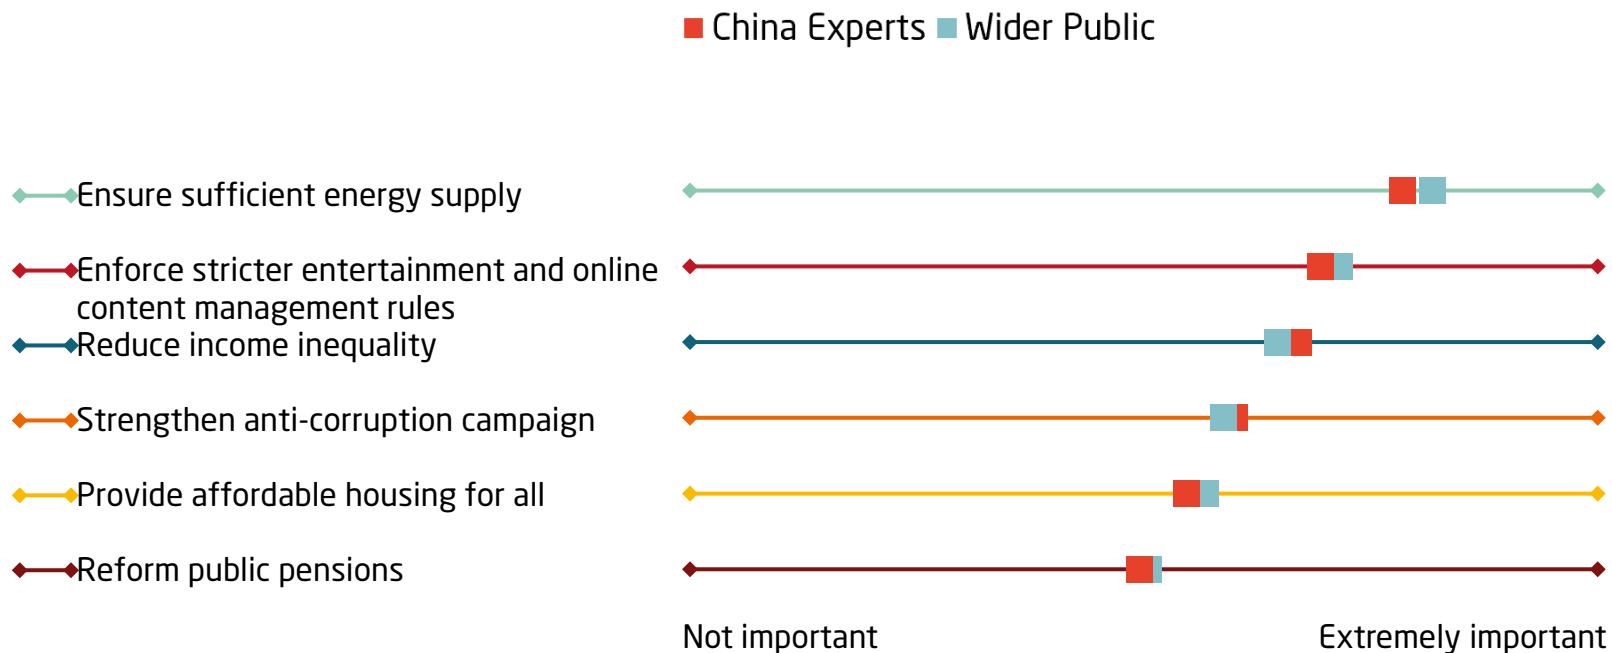 China Experts Wider Public
Ensure sufficient energy supply
Enforce stricter entertainment and online
content management rules
Reduce income inequality
Strengthen anti-corruption campaign
Provide affordable housing for all
Reform public pensions
Not important Extremely important